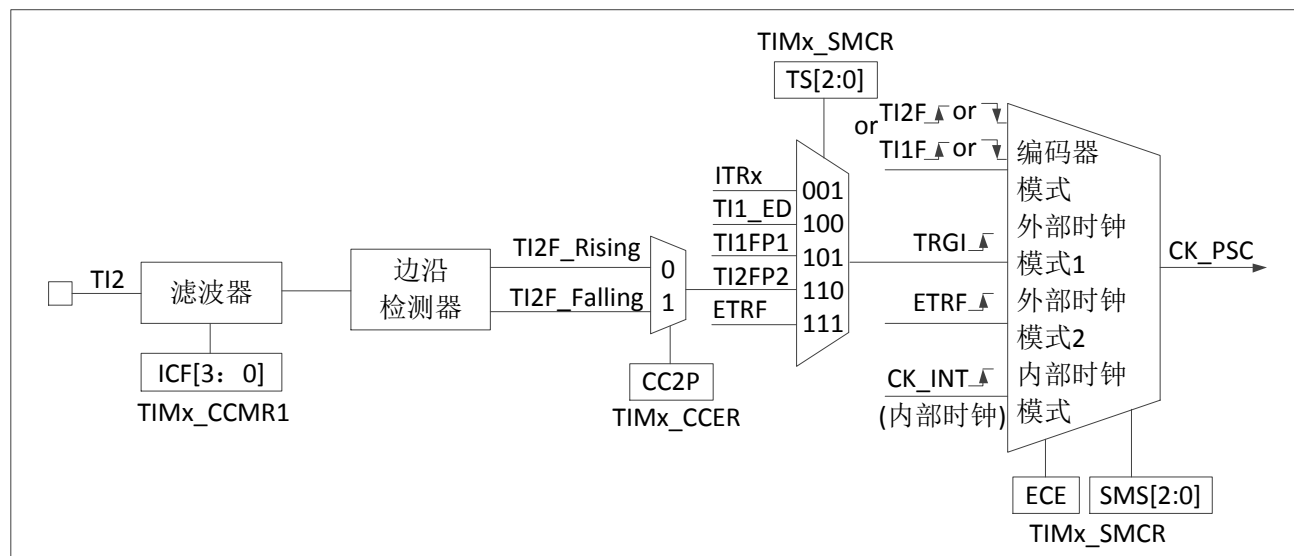 TIMx_SMCR
TS[2:0]
TI2F or
or
TI1F or
编码器
模式
ITRx
001
TI1_ED
100
TI1FP1
101
TI2FP2
110
ETRF
111
外部时钟
TRGI
模式1
CK_PSC
外部时钟
ETRF
模式2
内部时钟
CK_INT
(内部时钟)
模式
TI2F_Rising
0
TI2F_Falling
1
TI2
滤波器
边沿
检测器
ICF[3：0]
TIMx_CCMR1
CC2P
TIMx_CCER
ECE
SMS[2:0]
TIMx_SMCR